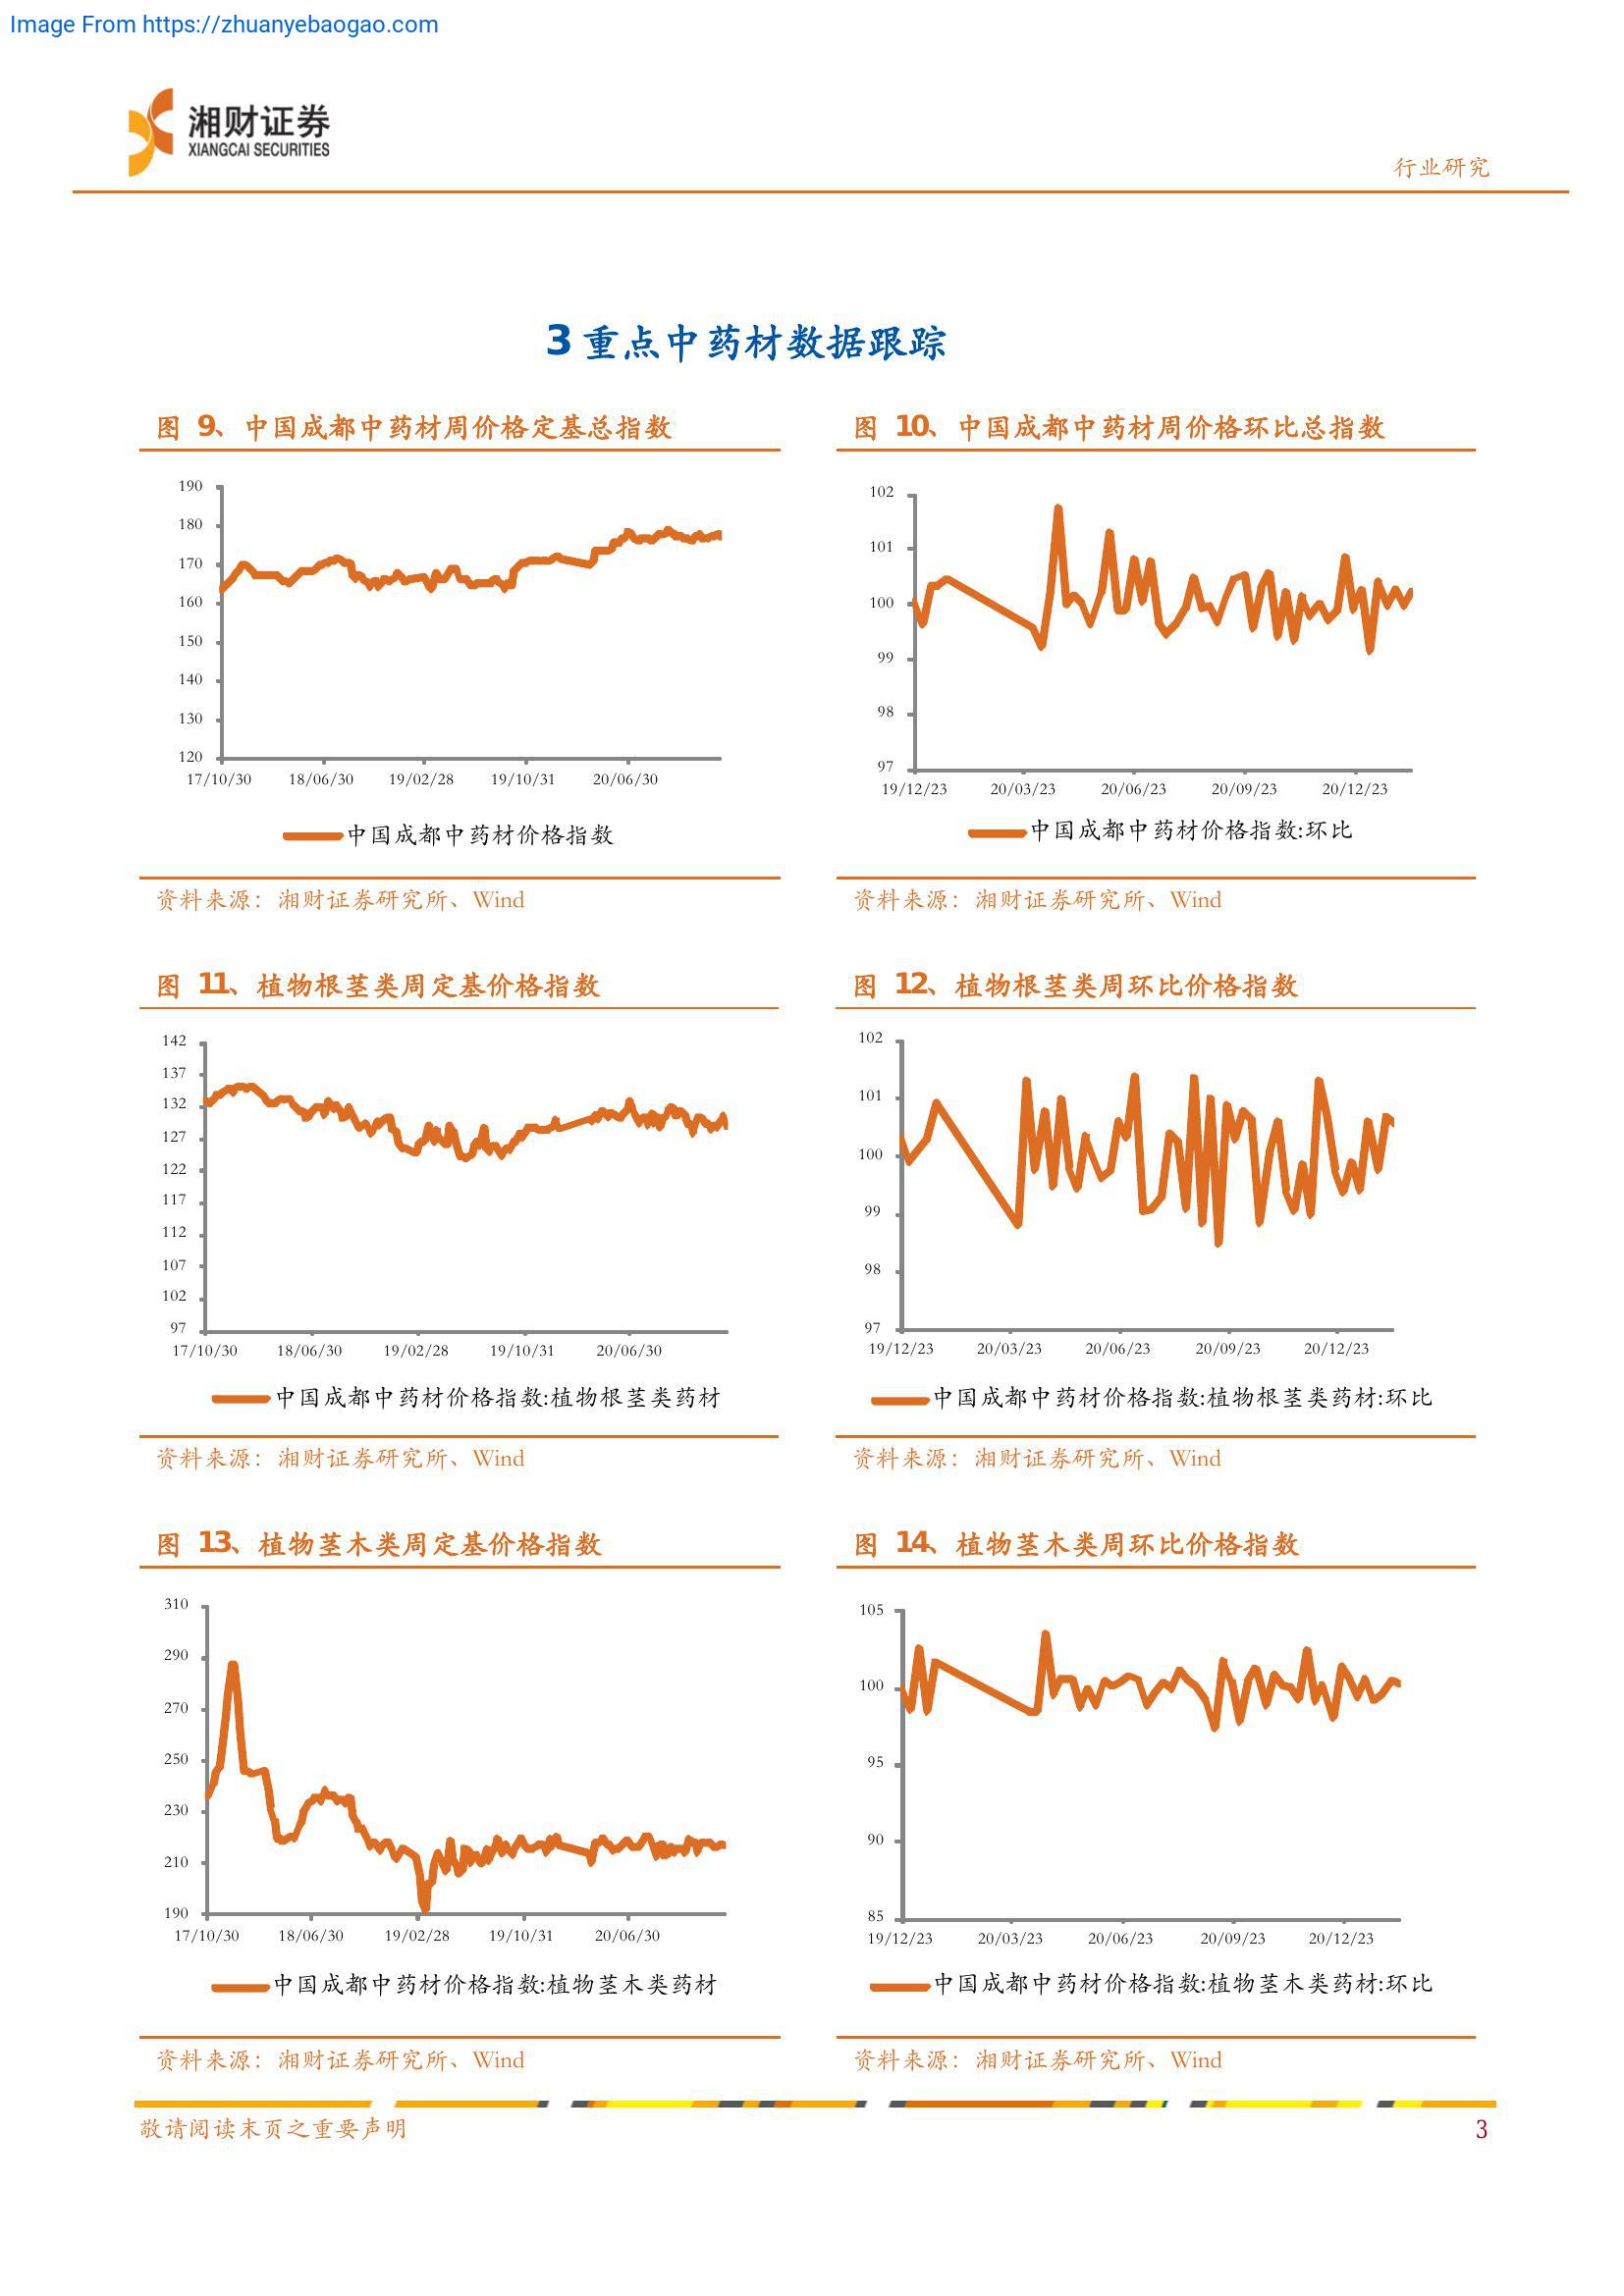 Image From https://zhuanyebaogao.com
湘财证券
XIANGCAI SECURITIES
行业研究
3 重点中药材数据跟踪
图 9、中国成都中药材周价格定基总指数
190
180
170
160
150
140
130
120
17/10/30 18/06/30 19/02/28 19/10/31 20/06/30
中国成都中药材价格指数
资料来源：湘财证券研究所、Wind
图 10、中国成都中药材周价格环比总指数
102
101
100
99
98
97
19/12/23 20/03/23 20/06/23 20/09/23 20/12/23
中国成都中药材价格指数:环比
资料来源：湘财证券研究所、Wind
图 11、植物根茎类周定基价格指数
142
137
132
127
122
117
112
107
102
97
17/10/30 18/06/30 19/02/28 19/10/31 20/06/30
中国成都中药材价格指数:植物根茎类药材
资料来源：湘财证券研究所、Wind
图 12、植物根茎类周环比价格指数
102
101
100
99
98
97
19/12/23 20/03/23 20/06/23 20/09/23 20/12/23
中国成都中药材价格指数:植物根茎类药材:环比
资料来源：湘财证券研究所、Wind
图 13、植物茎木类周定基价格指数
310
290
270
250
230
210
190
17/10/30 18/06/30 19/02/28 19/10/31 20/06/30
中国成都中药材价格指数:植物茎木类药材
资料来源：湘财证券研究所、Wind
图 14、植物茎木类周环比价格指数
105
100
95
90
85
19/12/23 20/03/23 20/06/23 20/09/23 20/12/23
中国成都中药材价格指数:植物茎木类药材:环比
资料来源：湘财证券研究所、Wind
敬请阅读末页之重要声明
3